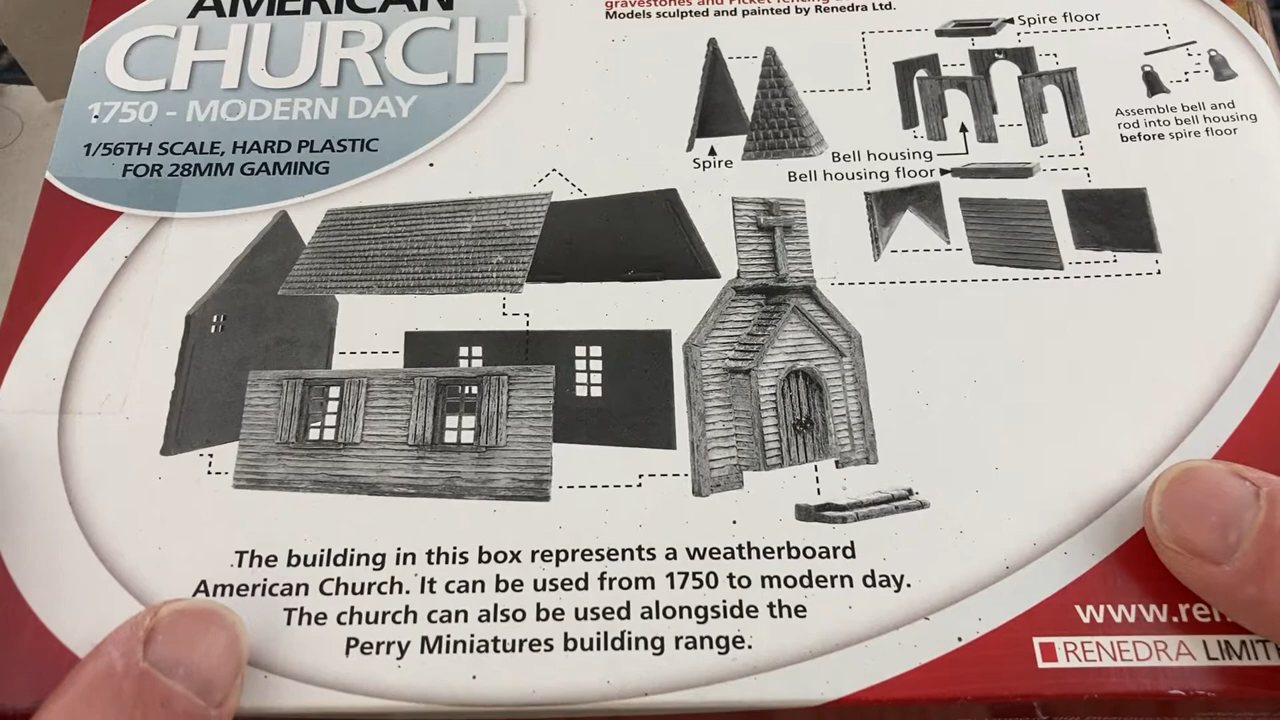 AMERICAN
CHURCH
1750 - MODERN DAY
1/56TH SCALE, HARD PLASTIC
FOR 28MM GAMING
gravestones and Picket fencing
Models sculpted and painted by Renedra Ltd.
Spire floor
Assemble bell and
rod into bell housing
before spire floor
Spire
Bell housing
Bell housing floor
The building in this box represents a weatherboard
American Church. It can be used from 1750 to modern day.
The church can also be used alongside the
Perry Miniatures building range.
www.ren
RENEDRA LIMIT